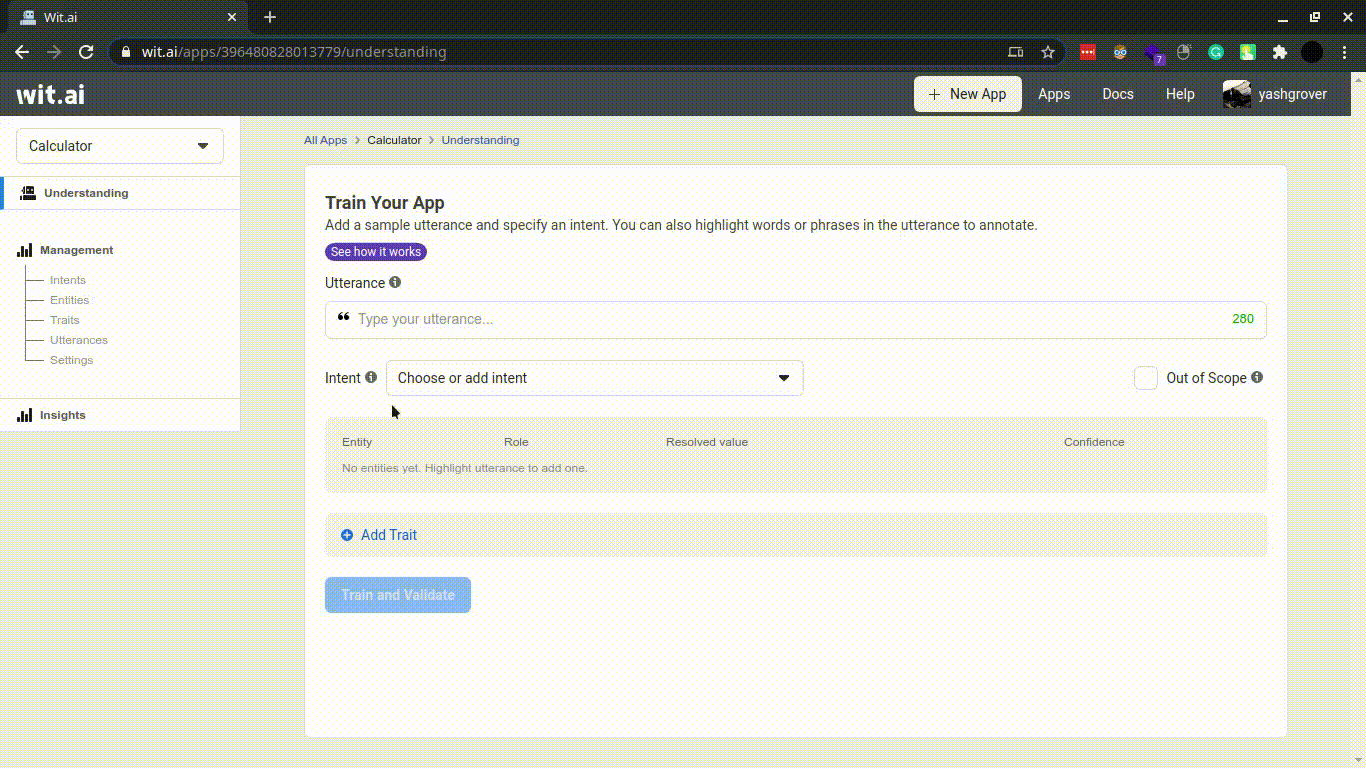 Wit.ai
wit.ai/apps/396480828013779/understanding
7
wit.ai
New App
Apps
Docs
Help
yashgrover
Calculator
Understanding
Management
Intents
Entities
Traits
Utterances
Settings
Insights
All Apps > Calculator > Understanding
Train Your App
Add a sample utterance and specify an intent. You can also highlight words or phrases in the utterance to annotate.
See how it works
Utterance
❝ Type your utterance... 280
Intent Choose or add intent Out of Scope
Entity Role Resolved value Confidence
No entities yet. Highlight utterance to add one.
Add Trait
Train and Validate